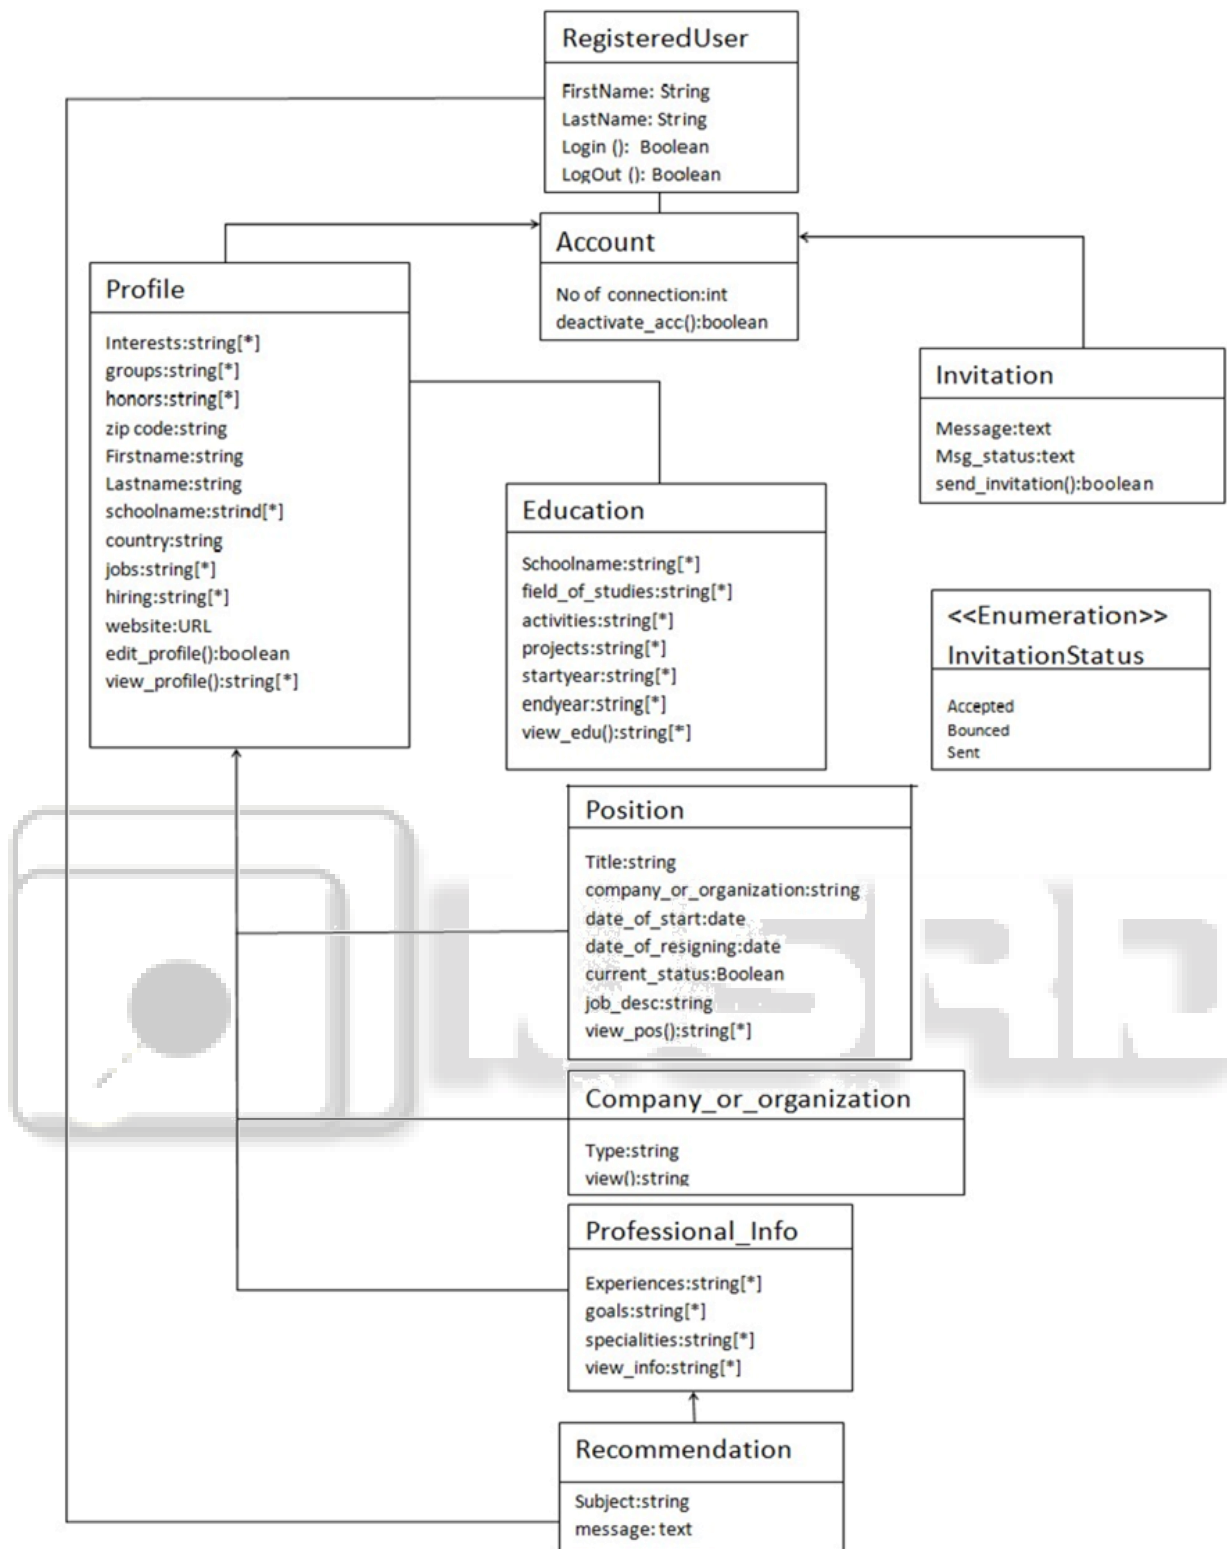 RegisteredUser
FirstName: String
LastName: String
Login (): Boolean
LogOut (): Boolean
Account
No of connection:int
deactivate_acc():boolean
Profile
Interests:string[*]
groups:string[*]
honors:string[*]
zip code:string
Firstname:string
Lastname:string
schoolname:strind[*]
country:string
jobs:string[*]
hiring:string[*]
website:URL
edit_profile():boolean
view_profile():string[*]
Invitation
Message:text
Msg_status:text
send_invitation():boolean
Education
Schoolname:string[*]
field_of_studies:string[*]
activities:string[*]
projects:string[*]
startyear:string[*]
endyear:string[*]
view_edu():string[*]
<<Enumeration>>
InvitationStatus
Accepted
Bounced
Sent
Position
Title:string
company_or_organization:string
date_of_start:date
date_of_resigning:date
current_status:Boolean
job_desc:string
view_pos():string[*]
Company_or_organization
Type:string
view():string
Professional_Info
Experiences:string[*]
goals:string[*]
specialities:string[*]
view_info:string[*]
Recommendation
Subject:string
message: text